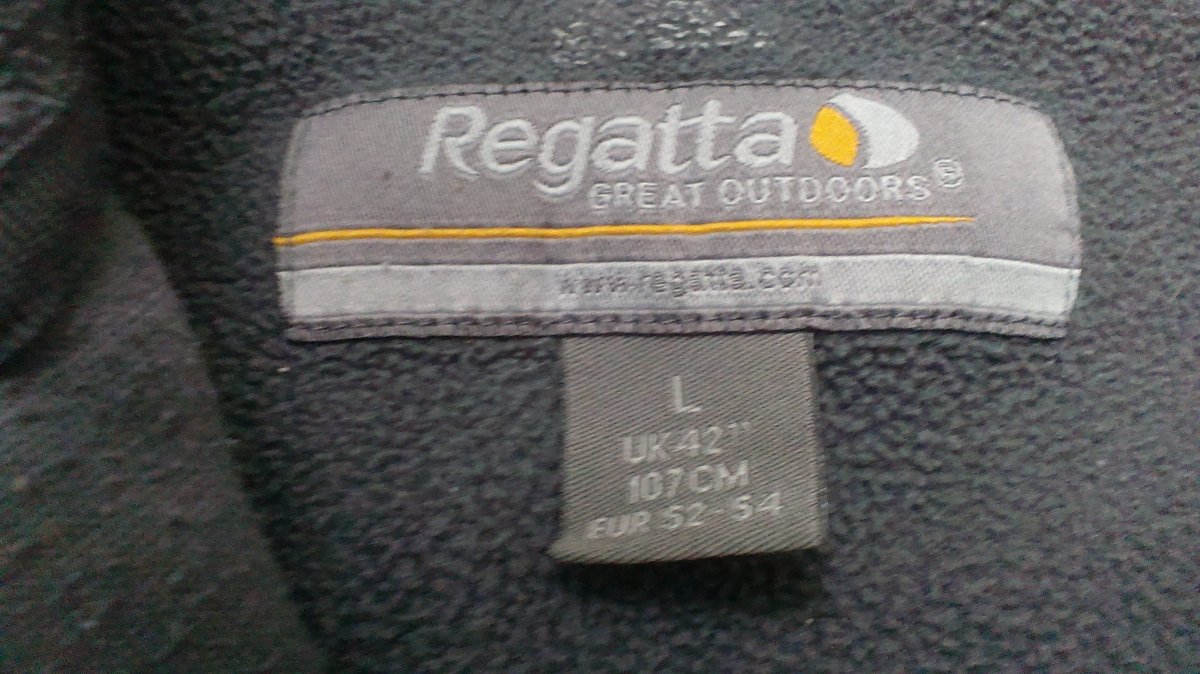 Regatta
GREAT OUTDOORS®
www.regatta.com
L
UK 42"
107CM
EUR 52-54